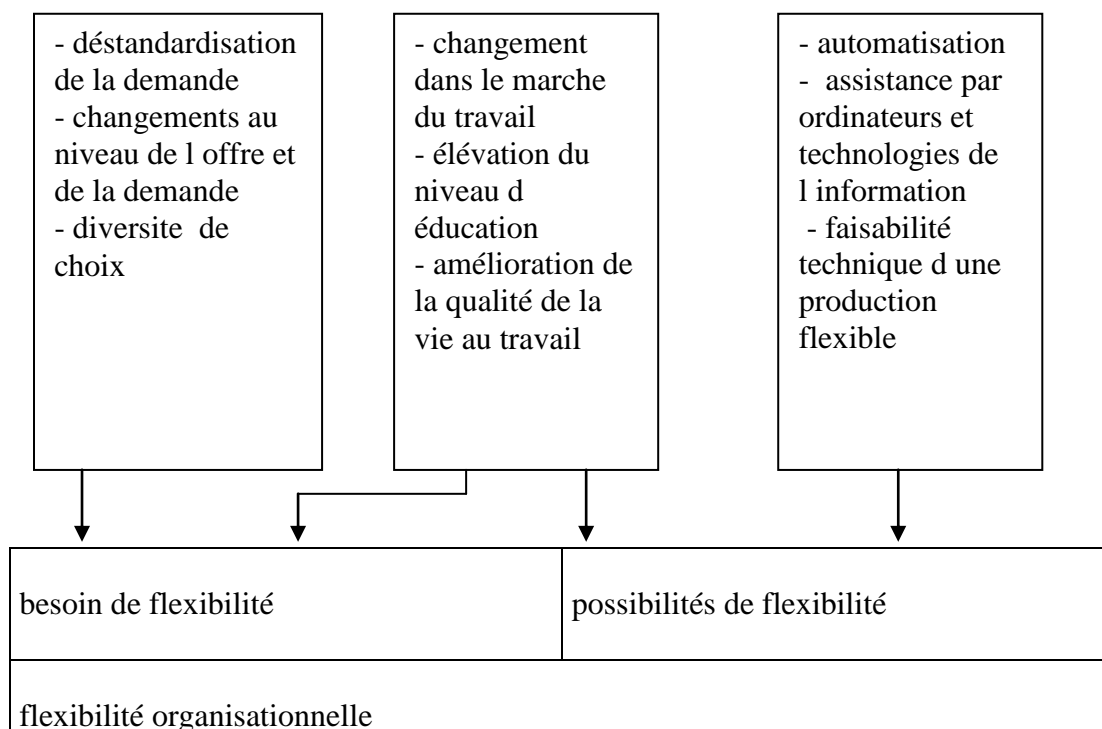 - déstandardisation
de la demande
- changements au
niveau de l offre et
de la demande
- diversite  de
choix
- changement
dans le marche
du travail
- élévation du
niveau d
éducation
- amélioration de
la qualité de la
vie au travail
- automatisation
-  assistance par
ordinateurs et
technologies de
l information
- faisabilité
technique d une
production
flexible
besoin de flexibilité
possibilités de flexibilité
flexibilité organisationnelle